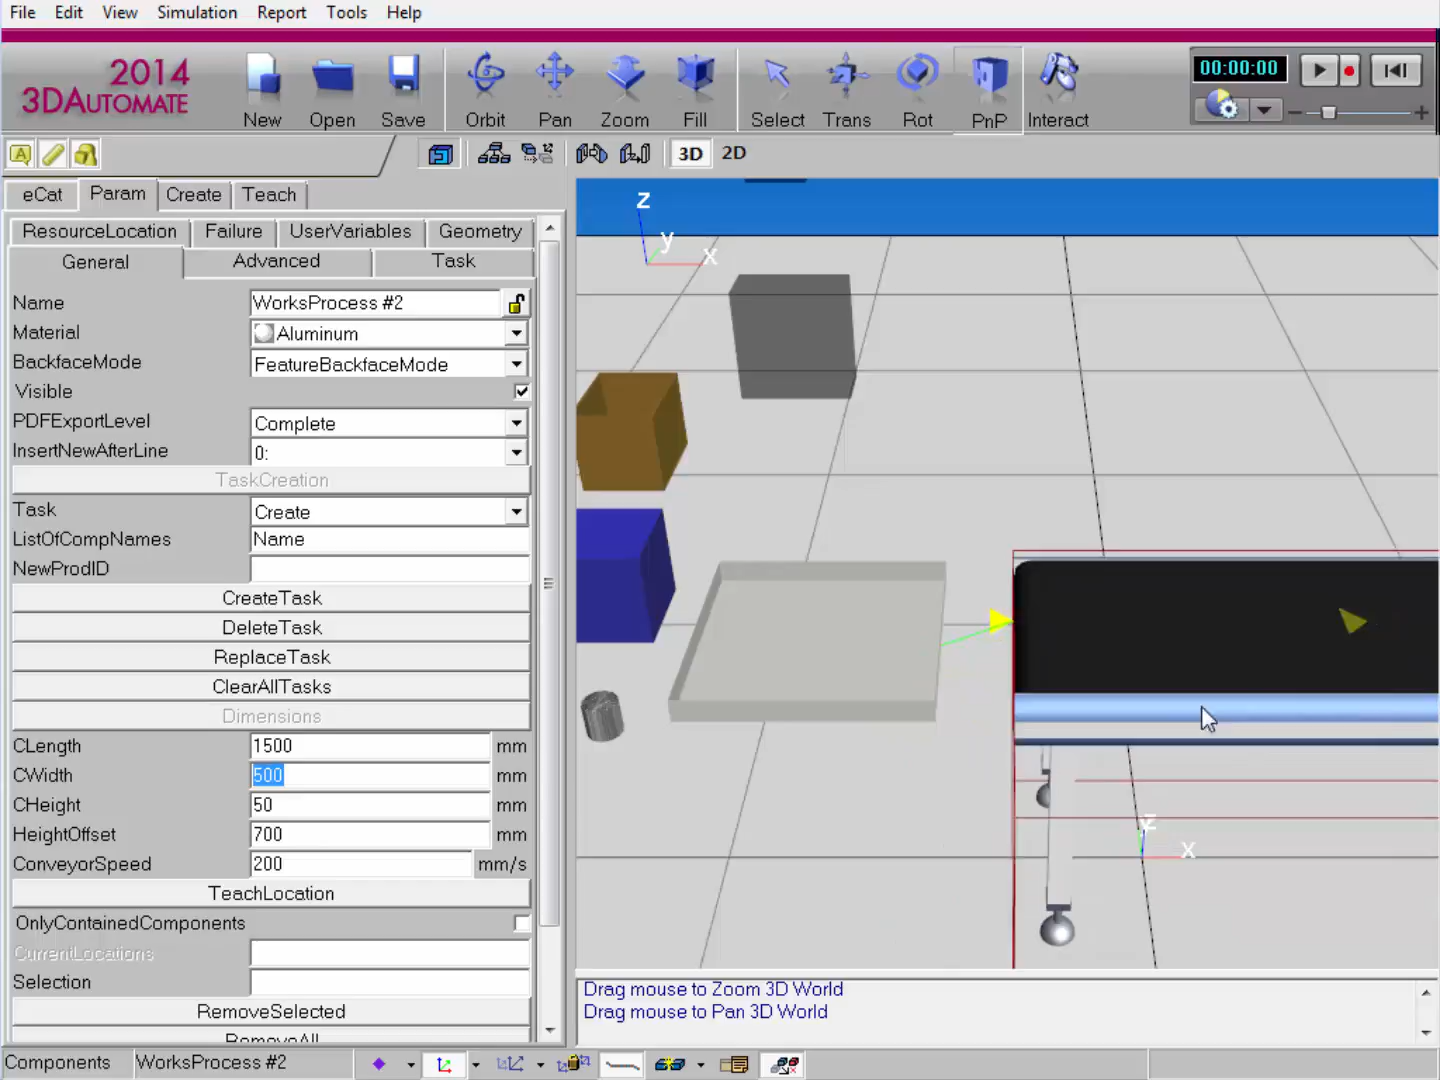 File Edit View Simulation Report Tools Help
2014
3DAUTOMATE
New Open Save Orbit Pan Zoom Fill Select Trans Rot PnP Interact
00:00:00
A 3D 2D
eCat Param Create Teach
ResourceLocation Failure UserVariables Geometry
General Advanced Task
Name WorksProcess #2
Material Aluminum
BackfaceMode FeatureBackfaceMode
Visible
PDFExportLevel Complete
InsertNewAfterLine 0:
TaskCreation
Task Create
ListOfCompNames Name
NewProdID
CreateTask
DeleteTask
ReplaceTask
ClearAllTasks
Dimensions
CLength 1500 mm
CWidth 500 mm
CHeight 50 mm
HeightOffset 700 mm
ConveyorSpeed 200 mm/s
TeachLocation
OnlyContainedComponents
CurrentLocations
Selection
RemoveSelected
RemoveAll
z
y
x
x
Drag mouse to Zoom 3D World
Drag mouse to Pan 3D World
Components WorksProcess #2